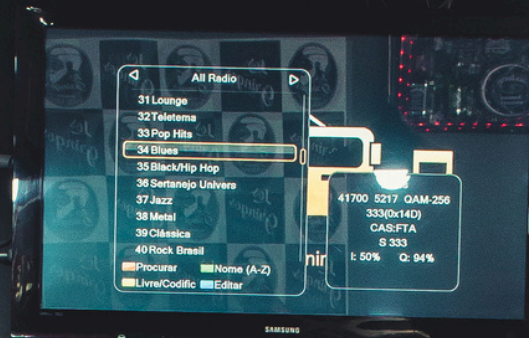 All Radio
31 Lounge
32 Teletema
33 Pop Hits
34 Blues
35 Black/Hip Hop
36 Sertanejo Univers
37 Jazz
38 Metal
39 Clássica
40 Rock Brasil
Procurar Nome (A-Z)
Livre/Codific Editar
41700 5217 QAM-256
333(0x14D)
CAS:FTA
S 333
I: 50% Q: 94%
SAMSUNG